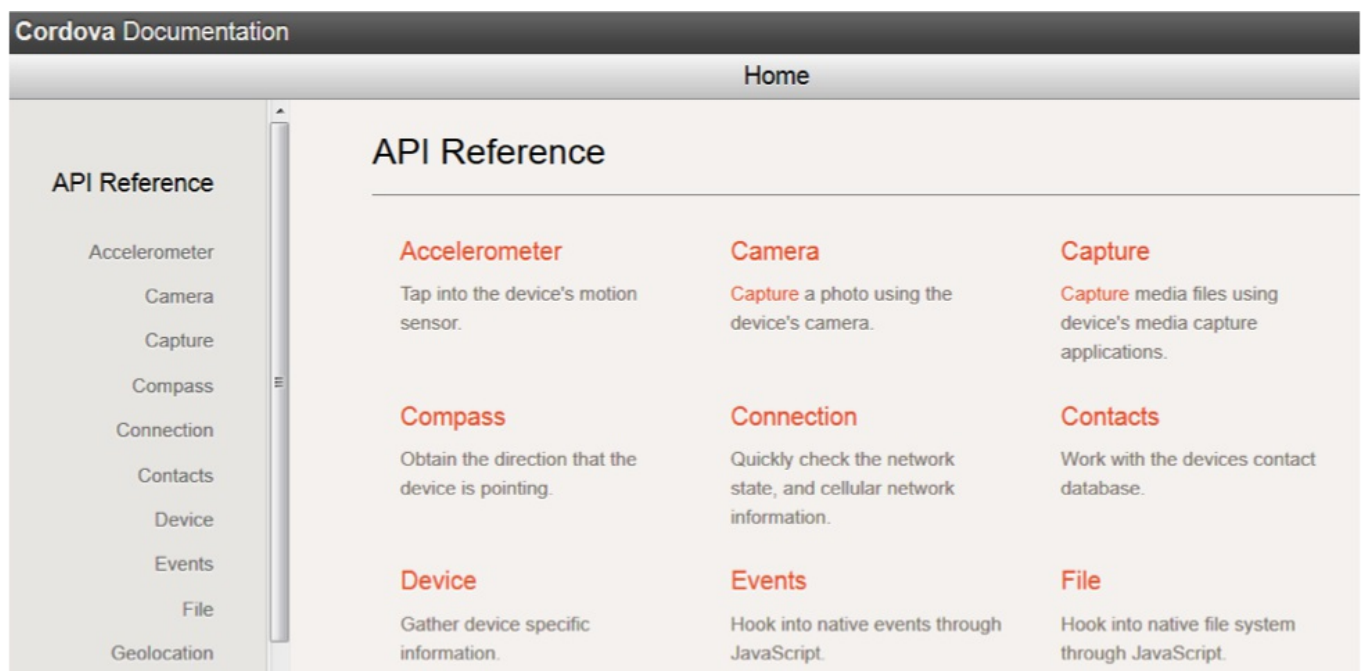 Cordova Documentation
Home
API Reference
Accelerometer
Camera
Capture
Compass
Connection
Contacts
Device
Events
File
Geolocation
API Reference
Accelerometer
Tap into the device's motion
sensor.
Camera
Capture a photo using the
device's camera.
Capture
Capture media files using
device's media capture
applications.
Compass
Obtain the direction that the
device is pointing.
Connection
Quickly check the network
state, and cellular network
information.
Contacts
Work with the devices contact
database.
Device
Gather device specific
information.
Events
Hook into native events through
JavaScript.
File
Hook into native file system
through JavaScript.